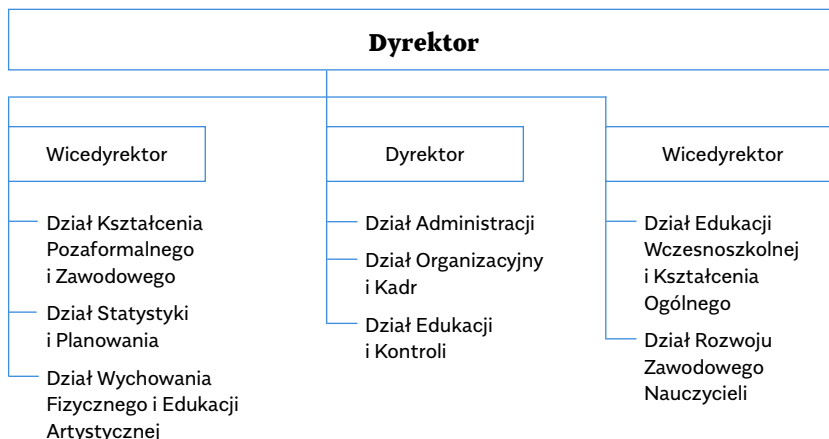 Dyrektor
Wicedyrektor
Dział Kształcenia
Pozaformalnego
i Zawodowego
Dział Statystyki
i Planowania
Dział Wychowania
Fizycznego i Edukacji
Artystycznej
Dyrektor
Dział Administracji
Dział Organizacyjny
i Kadr
Dział Edukacji
i Kontroli
Wicedyrektor
Dział Edukacji
Wczesnoszkolnej
i Kształcenia
Ogólnego
Dział Rozwoju
Zawodowego
Nauczycieli